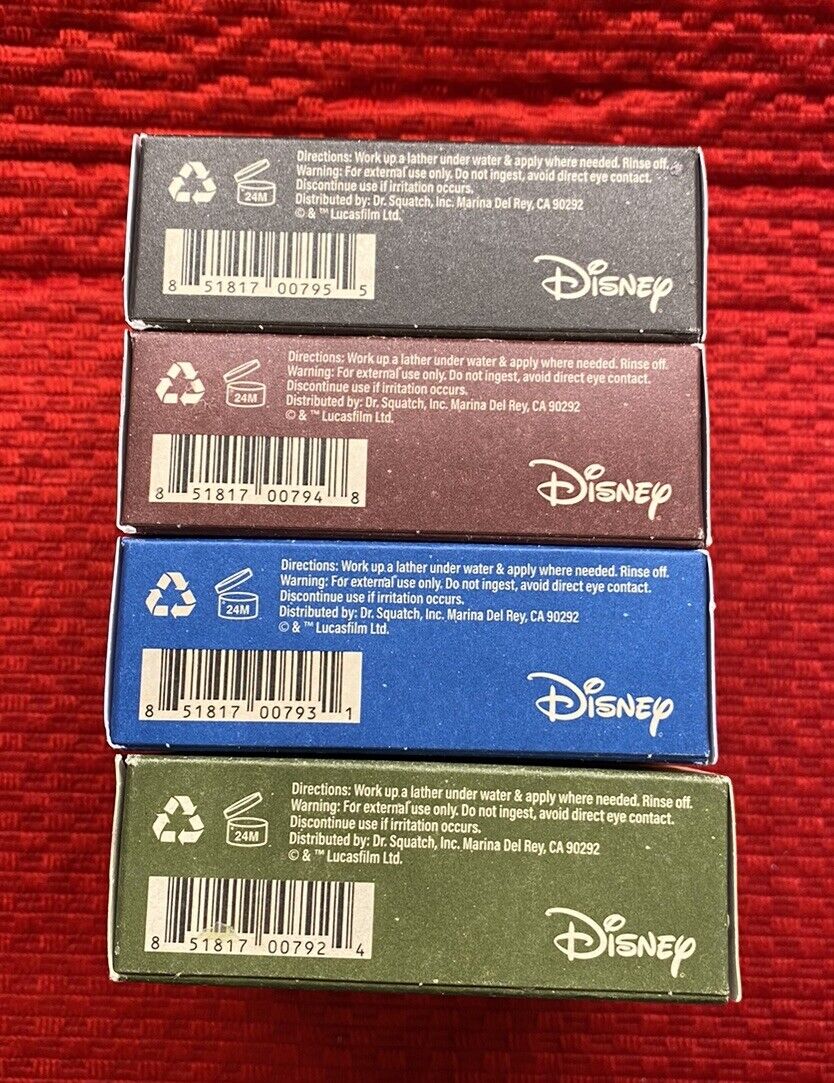 Directions: Work up a lather under water & apply where needed. Rinse off.
Warning: For external use only. Do not ingest, avoid direct eye contact.
Discontinue use if irritation occurs.
Distributed by: Dr. Squatch, Inc. Marina Del Rey, CA 90292
© & ™ Lucasfilm Ltd.
24M
8 51817 00795 5
Disney
Directions: Work up a lather under water & apply where needed. Rinse off.
Warning: For external use only. Do not ingest, avoid direct eye contact.
Discontinue use if irritation occurs.
Distributed by: Dr. Squatch, Inc. Marina Del Rey, CA 90292
© & ™ Lucasfilm Ltd.
24M
8 51817 00794 8
Disney
Directions: Work up a lather under water & apply where needed. Rinse off.
Warning: For external use only. Do not ingest, avoid direct eye contact.
Discontinue use if irritation occurs.
Distributed by: Dr. Squatch, Inc. Marina Del Rey, CA 90292
© & ™ Lucasfilm Ltd.
24M
8 51817 00793 1
Disney
Directions: Work up a lather under water & apply where needed. Rinse off.
Warning: For external use only. Do not ingest, avoid direct eye contact.
Discontinue use if irritation occurs.
Distributed by: Dr. Squatch, Inc. Marina Del Rey, CA 90292
© & ™ Lucasfilm Ltd.
24M
8 51817 00792 4
Disney